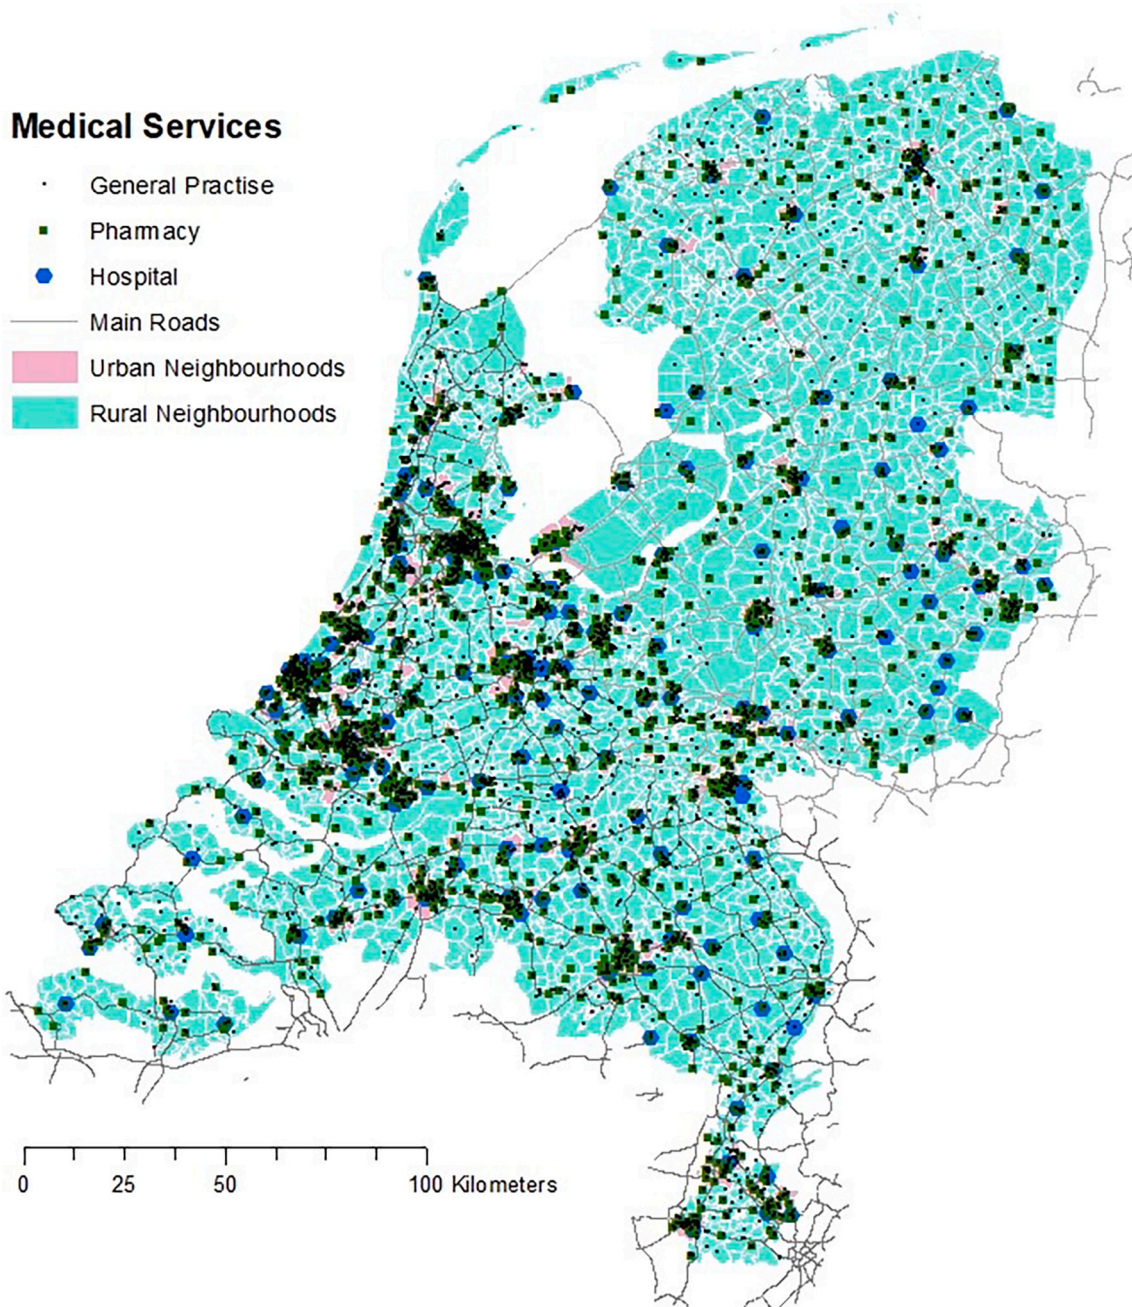 Medical Services
General Practise
Pharmacy
Hospital
Main Roads
Urban Neighbourhoods
Rural Neighbourhoods
0 25 50 100 Kilometers